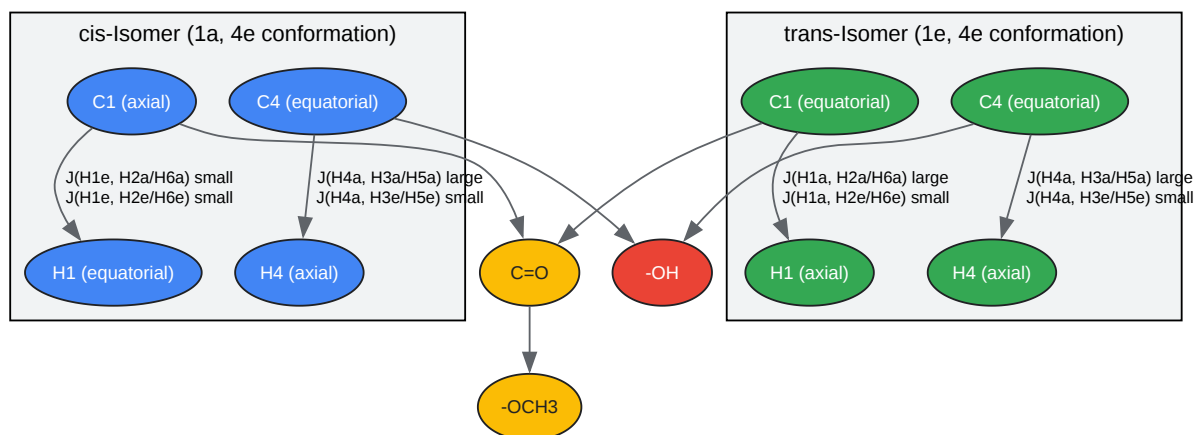 cis-Isomer (1a, 4e conformation)
trans-Isomer (1e, 4e conformation)
C1 (axial)
C4 (equatorial)
C1 (equatorial)
C4 (equatorial)
J(H1e, H2a/H6a) small
J(H1e, H2e/H6e) small
J(H4a, H3a/H5a) large
J(H4a, H3e/H5e) small
J(H1a, H2a/H6a) large
J(H1a, H2e/H6e) small
J(H4a, H3a/H5a) large
J(H4a, H3e/H5e) small
H1 (equatorial)
H4 (axial)
C=O
-OH
H1 (axial)
H4 (axial)
-OCH3